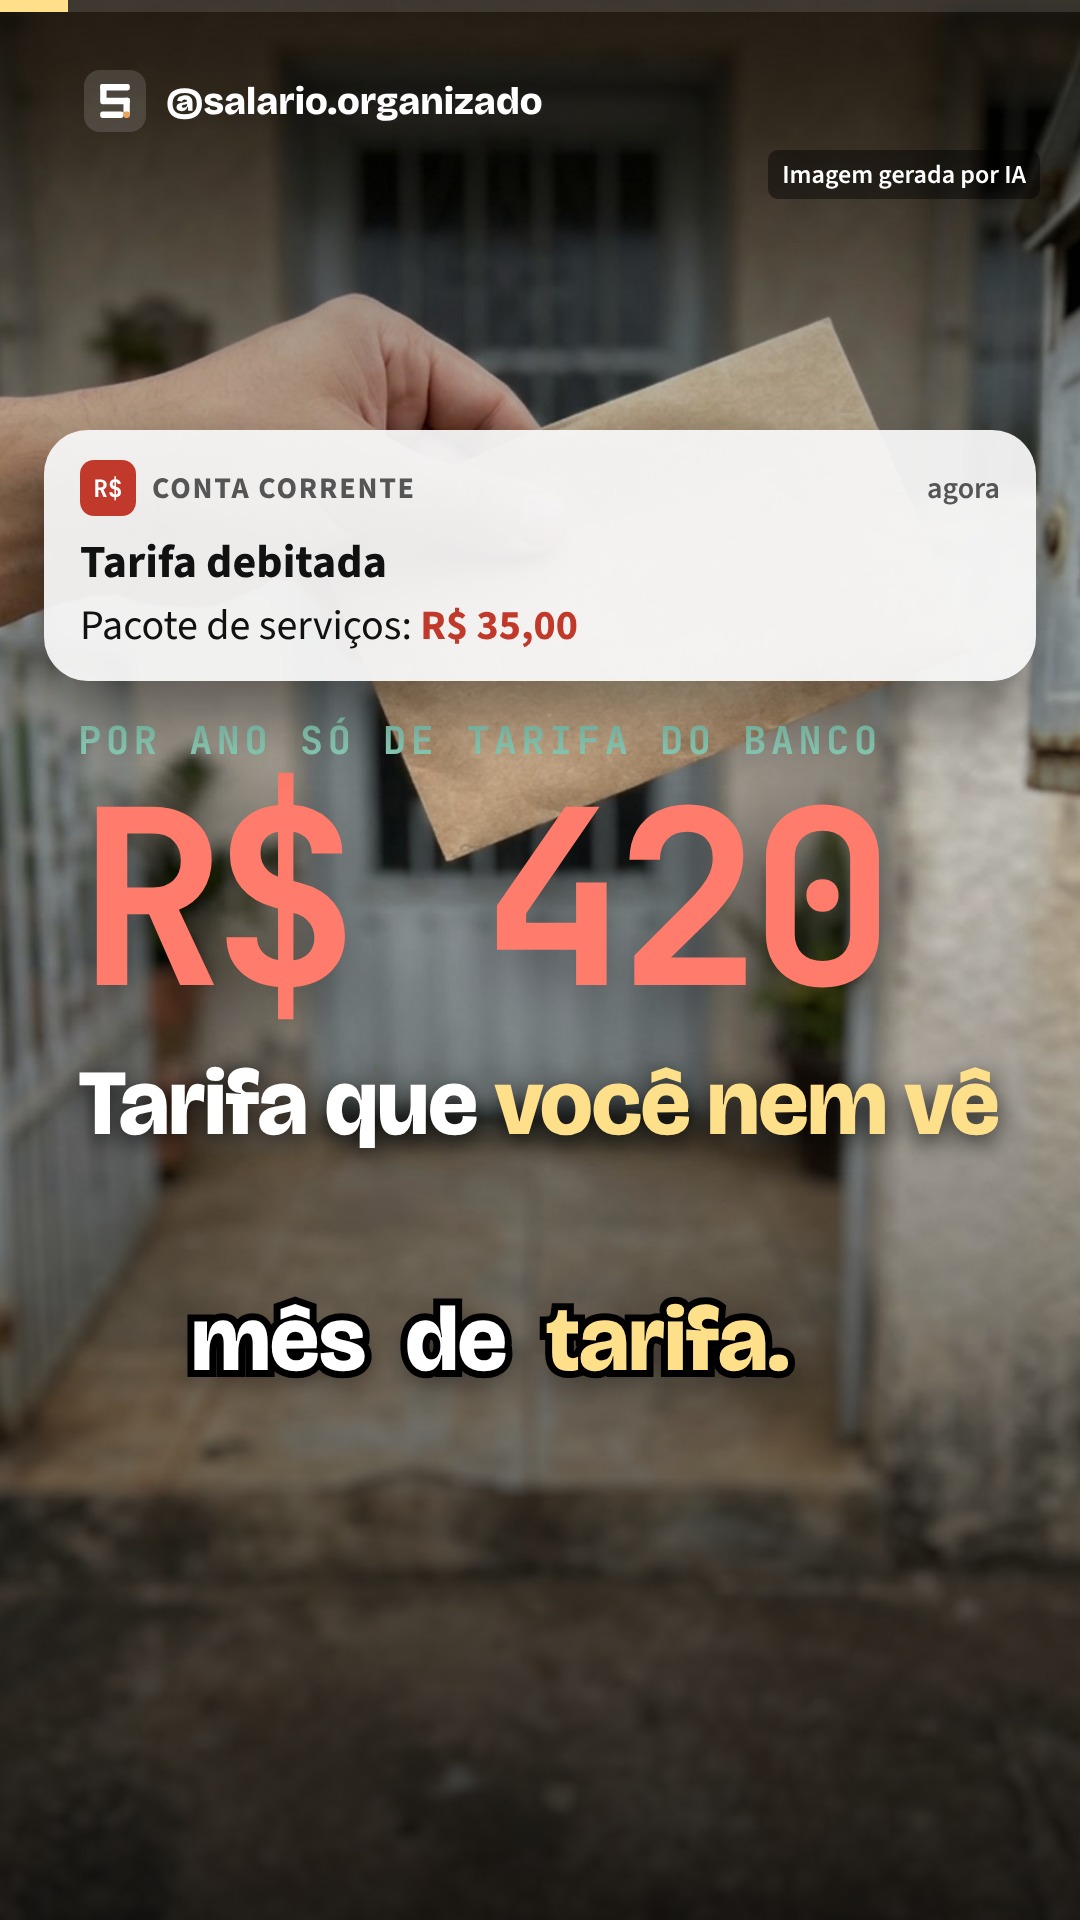 @salario.organizado
Imagem gerada por IA
R$ CONTA CORRENTE agora
Tarifa debitada
Pacote de serviços: R$ 35,00
POR ANO SÓ DE TARIFA DO BANCO
R$ 420
Tarifa que você nem vê
mês de tarifa.